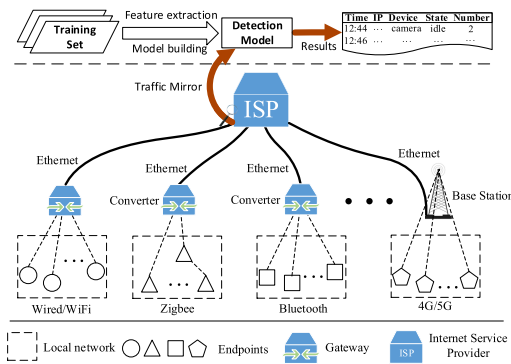 Training
Set
Feature extraction
Model building
Detection
Model
Results
Time IP Device State Number
12:44 ··· camera idle 2
12:46 ··· ··· ··· ···
Traffic Mirror
ISP
Ethernet
Ethernet
Ethernet
Ethernet
Converter
Converter
Base Station
Wired/WiFi
Zigbee
Bluetooth
4G/5G
Local network
Endpoints
Gateway
ISP
Internet Service
Provider